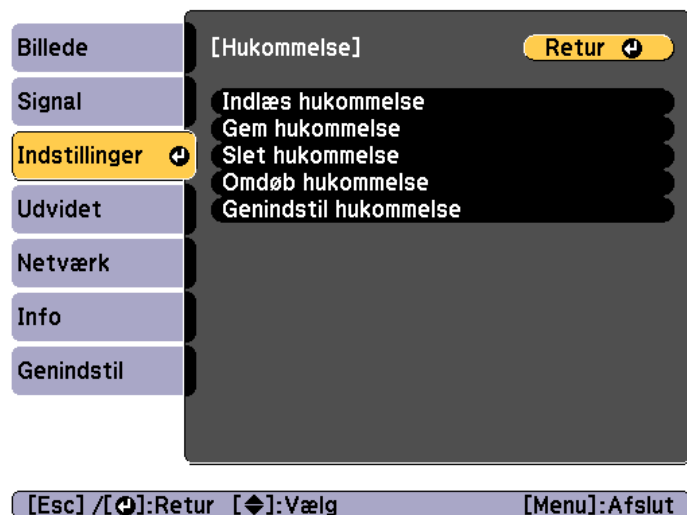 Billede
Signal
Indstillinger
Udvidet
Netværk
Info
Genindstil
[Hukommelse]
Retur
Indlæs hukommelse
Gem hukommelse
Slet hukommelse
Omdøb hukommelse
Genindstil hukommelse
[Esc] /[⏎]:Retur [◆]:Vælg [Menu]:Afslut